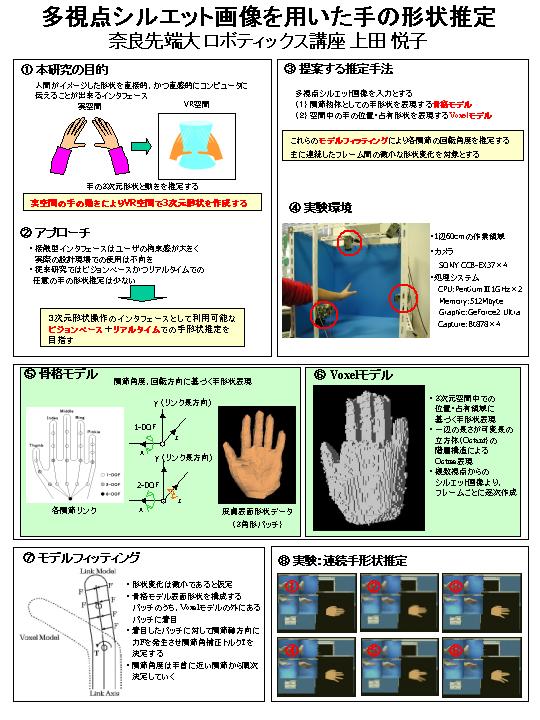 多視点シルエット画像を用いた手の形状推定
奈良先端大 ロボティックス講座 上田 悦子
① 本研究の目的
人間がイメージした形状を直接的、かつ直感的にコンピュータに
伝えることが出来るインタフェース
実空間
VR空間
手の3次元形状と動きを推定する
実空間の手の動きによりVR空間で3次元形状を作成する
② アプローチ
・接触型インタフェースはユーザの拘束感が大きく
実際の設計現場での使用は不向き
・従来研究ではビジョンベースかつリアルタイムでの
任意の手の形状推定は少ない
3次元形状操作のインタフェースとして利用可能な
ビジョンベース+リアルタイムでの手形状推定を
目指す
③ 提案する推定手法
多視点シルエット画像を入力とする
(1) 関節物体としての手形状を表現する骨格モデル
(2) 空間中の手の位置・占有形状を表現するVoxelモデル
これらのモデルフィッティングにより各関節の回転角度を推定する
主に連続したフレーム間の微小な形状変化を対象とする
④ 実験環境
・1辺60cmの作業領域
・カメラ
SONY CCB-EX37×4
・処理システム
CPU:Pentium III 1GHz×2
Memory:512Mbyte
Graphic:GeForce2 Ultra
Capture:Bt878×4
⑤ 骨格モデル
関節角度、回転方向に基づく手形状表現
Middle
Index
Ring
Pinkie
Thumb
1-DOF
2-DOF
6-DOF
各関節リンク
Y (リンク長方向)
1-DOF
X
Z
Y (リンク長方向)
2-DOF
X
Z
皮膚表面形状データ
(3角形パッチ)
⑥ Voxelモデル
・3次元空間中での
位置・占有領域に
基づく手形状表現
・一辺の長さが可変長の
立方体(Octant)の
階層構造による
Octree表現
・複数視点からの
シルエット画像より、
フレームごとに逐次作成
⑦ モデルフィッティング
Link Model
F
F
F
F
Voxel Model
T
Link Axis
・形状変化は微小であると仮定
・骨格モデル表面形状を構成する
パッチのうち、Voxelモデルの外にある
パッチに着目
・着目したパッチに対して関節軸方向に
力Fを発生させ関節角補正トルクTを
決定する
・関節角度は手首に近い関節から順次
決定していく
⑧ 実験:連続手形状推定
①
②
③
④
⑤
⑥